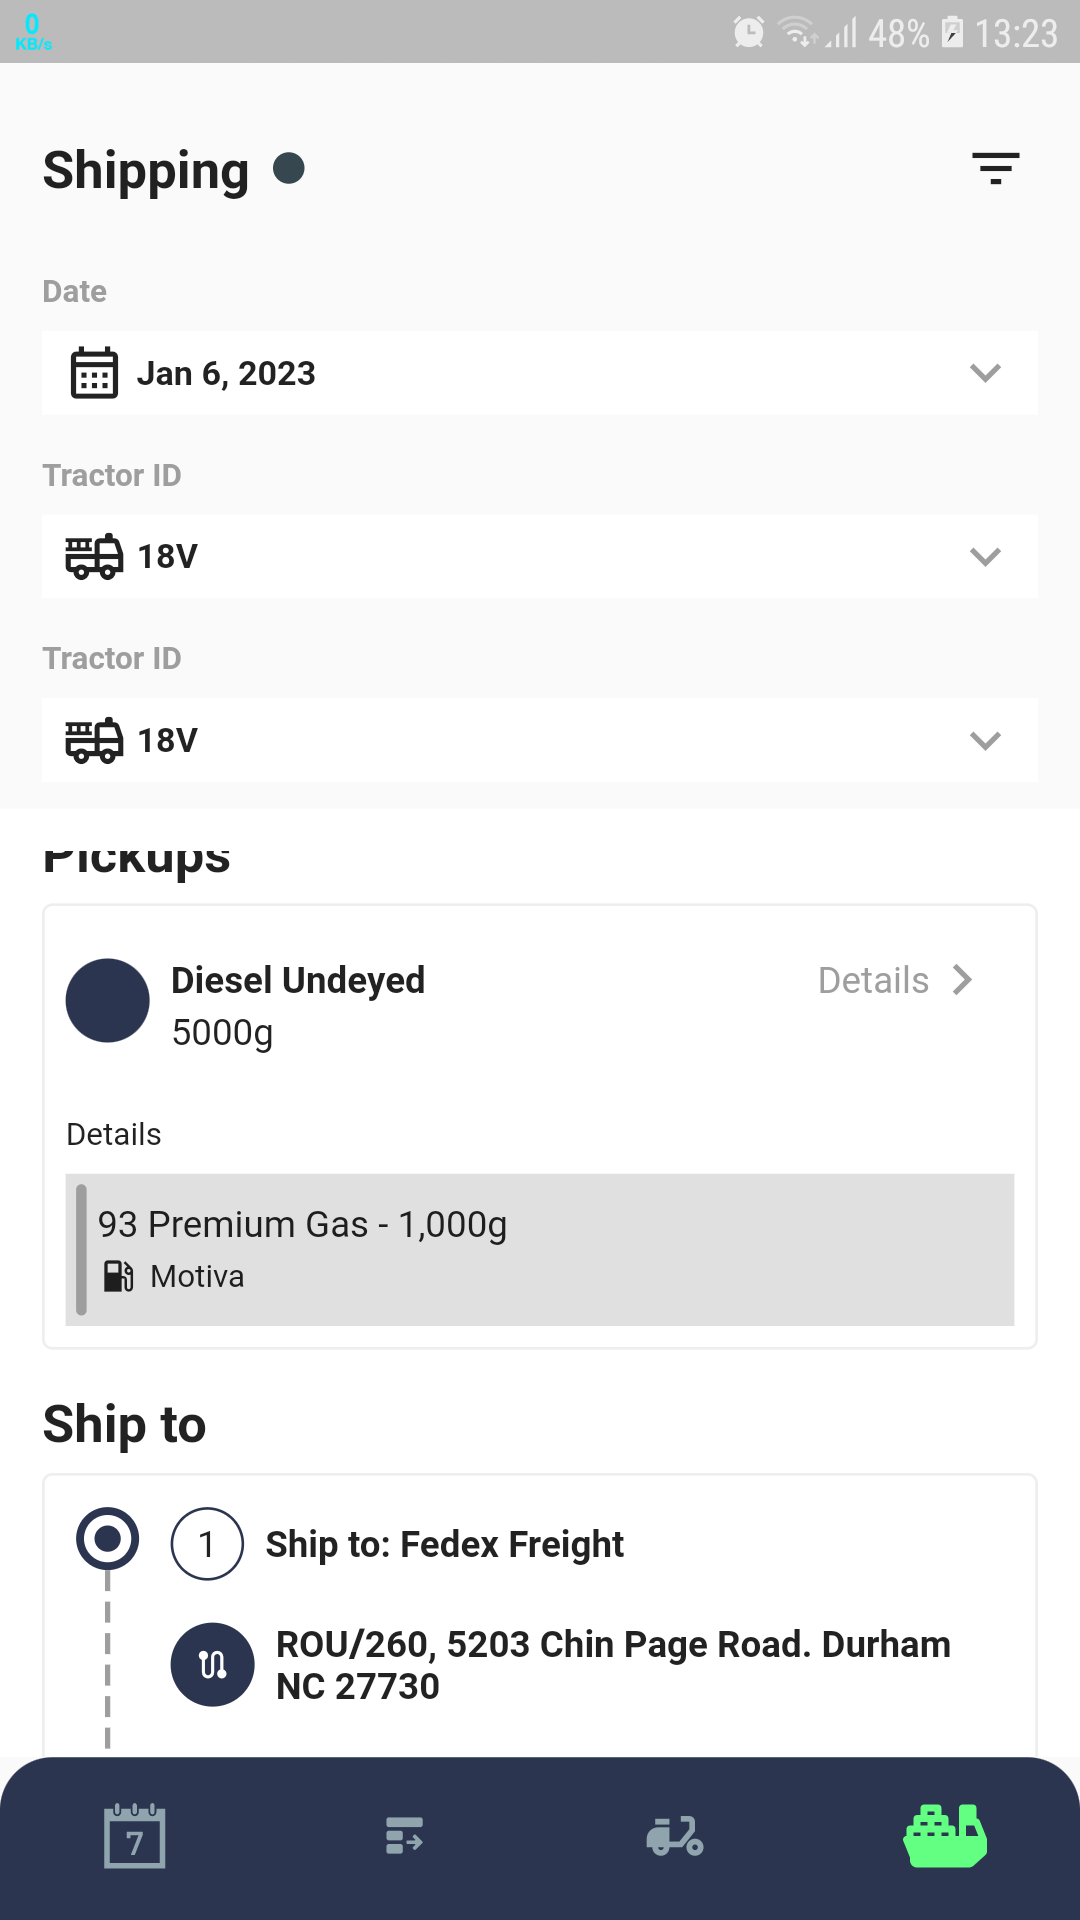 0
KB/s
48%
13:23
Shipping
Date
Jan 6, 2023
Tractor ID
18V
Tractor ID
18V
Pickups
Diesel Undeyed
Details
5000g
Details
93 Premium Gas - 1,000g
Motiva
Ship to
1
Ship to: Fedex Freight
ROU/260, 5203 Chin Page Road. Durham
NC 27730
7